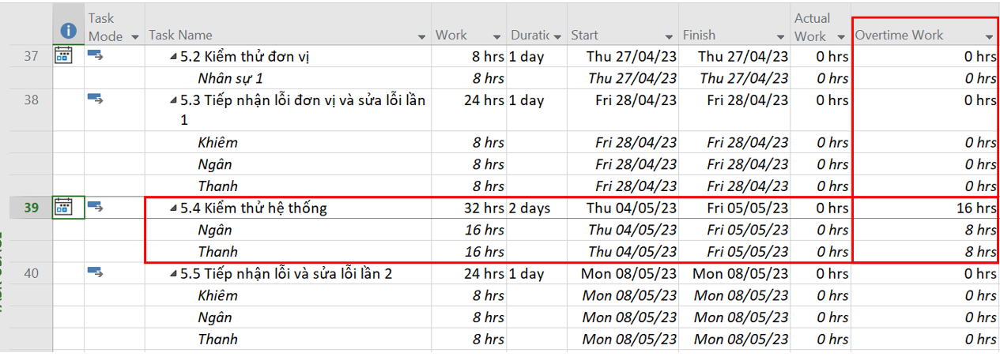 Task Mode Task Name Work Duratic Start Finish Actual Work Overtime Work
37 5.2 Kiểm thử đơn vị 8 hrs 1 day Thu 27/04/23 Thu 27/04/23 0 hrs 0 hrs
Nhân sự 1 8 hrs Thu 27/04/23 Thu 27/04/23 0 hrs 0 hrs
38 5.3 Tiếp nhận lỗi đơn vị và sửa lỗi lần 24 hrs 1 day Fri 28/04/23 Fri 28/04/23 0 hrs 0 hrs
1
Khiêm 8 hrs Fri 28/04/23 Fri 28/04/23 0 hrs 0 hrs
Ngân 8 hrs Fri 28/04/23 Fri 28/04/23 0 hrs 0 hrs
Thanh 8 hrs Fri 28/04/23 Fri 28/04/23 0 hrs 0 hrs
39 5.4 Kiểm thử hệ thống 32 hrs 2 days Thu 04/05/23 Fri 05/05/23 0 hrs 16 hrs
Ngân 16 hrs Thu 04/05/23 Fri 05/05/23 0 hrs 8 hrs
Thanh 16 hrs Thu 04/05/23 Fri 05/05/23 0 hrs 8 hrs
40 5.5 Tiếp nhận lỗi và sửa lỗi lần 2 24 hrs 1 day Mon 08/05/23 Mon 08/05/23 0 hrs 0 hrs
Khiêm 8 hrs Mon 08/05/23 Mon 08/05/23 0 hrs 0 hrs
Ngân 8 hrs Mon 08/05/23 Mon 08/05/23 0 hrs 0 hrs
Thanh 8 hrs Mon 08/05/23 Mon 08/05/23 0 hrs 0 hrs